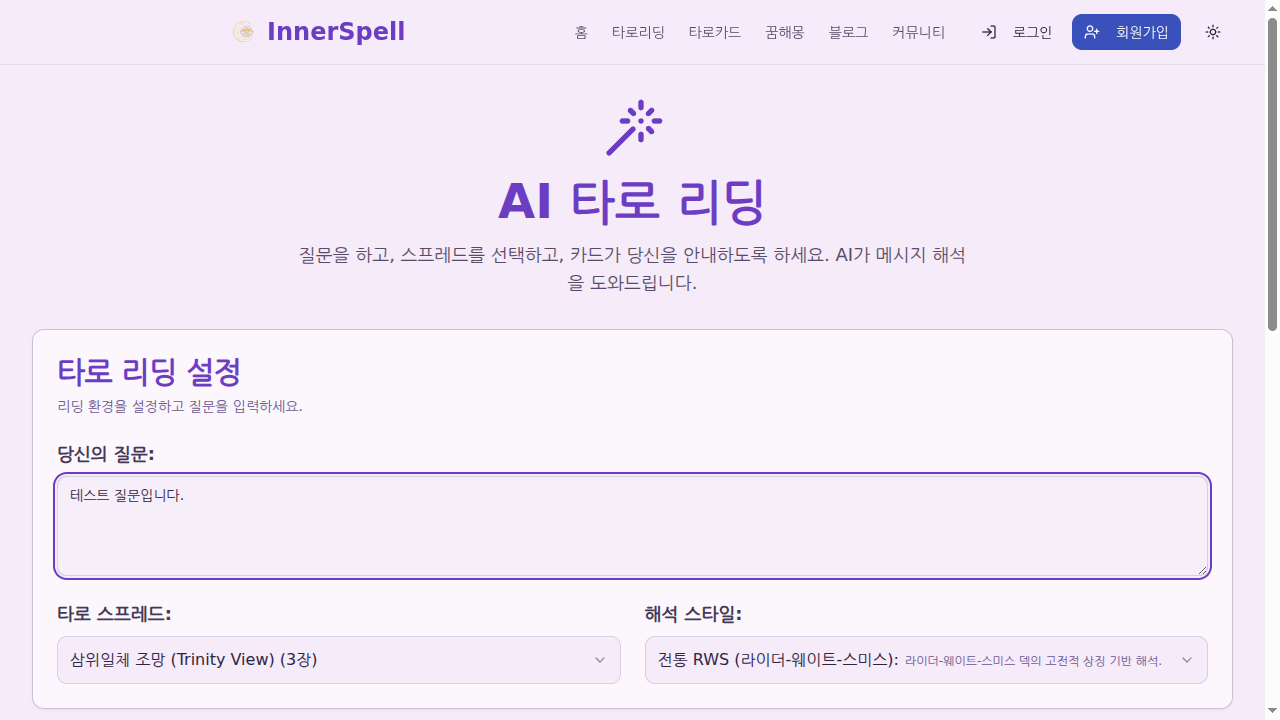 InnerSpell
홈
타로리딩
타로카드
꿈해몽
블로그
커뮤니티
로그인
회원가입
AI 타로 리딩
질문을 하고, 스프레드를 선택하고, 카드가 당신을 안내하도록 하세요. AI가 메시지 해석
을 도와드립니다.
타로 리딩 설정
리딩 환경을 설정하고 질문을 입력하세요.
당신의 질문:
테스트 질문입니다.
타로 스프레드:
삼위일체 조망 (Trinity View) (3장)
해석 스타일:
전통 RWS (라이더-웨이트-스미스): 라이더-웨이트-스미스 덱의 고전적 상징 기반 해석.